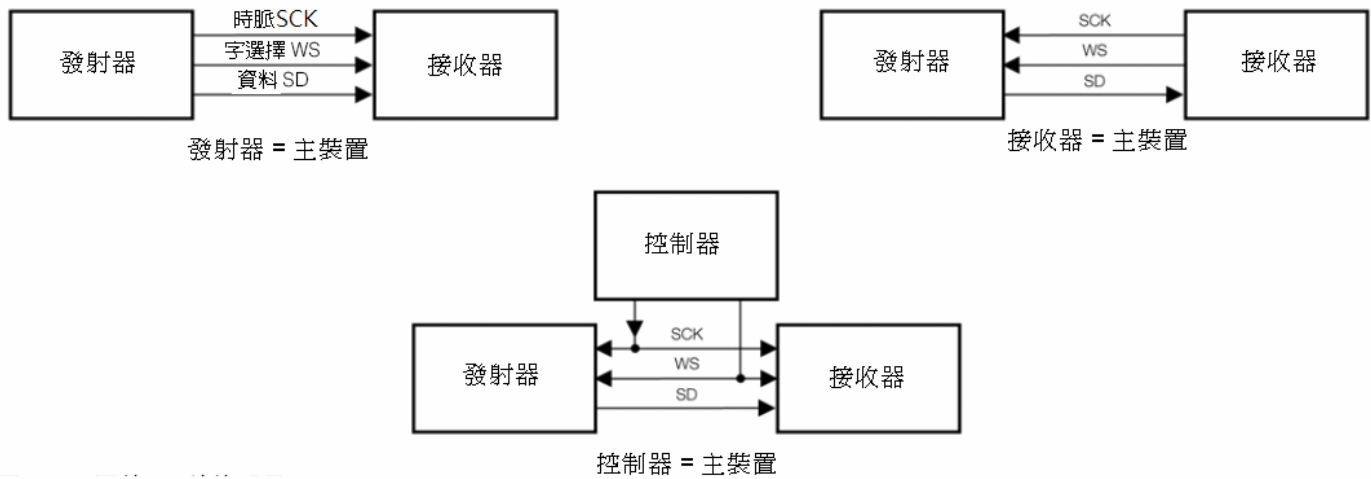 時脈SCK
字選擇 WS
資料 SD
發射器
接收器
發射器 = 主裝置
SCK
WS
SD
發射器
接收器
接收器 = 主裝置
控制器
SCK
WS
SD
發射器
接收器
控制器 = 主裝置